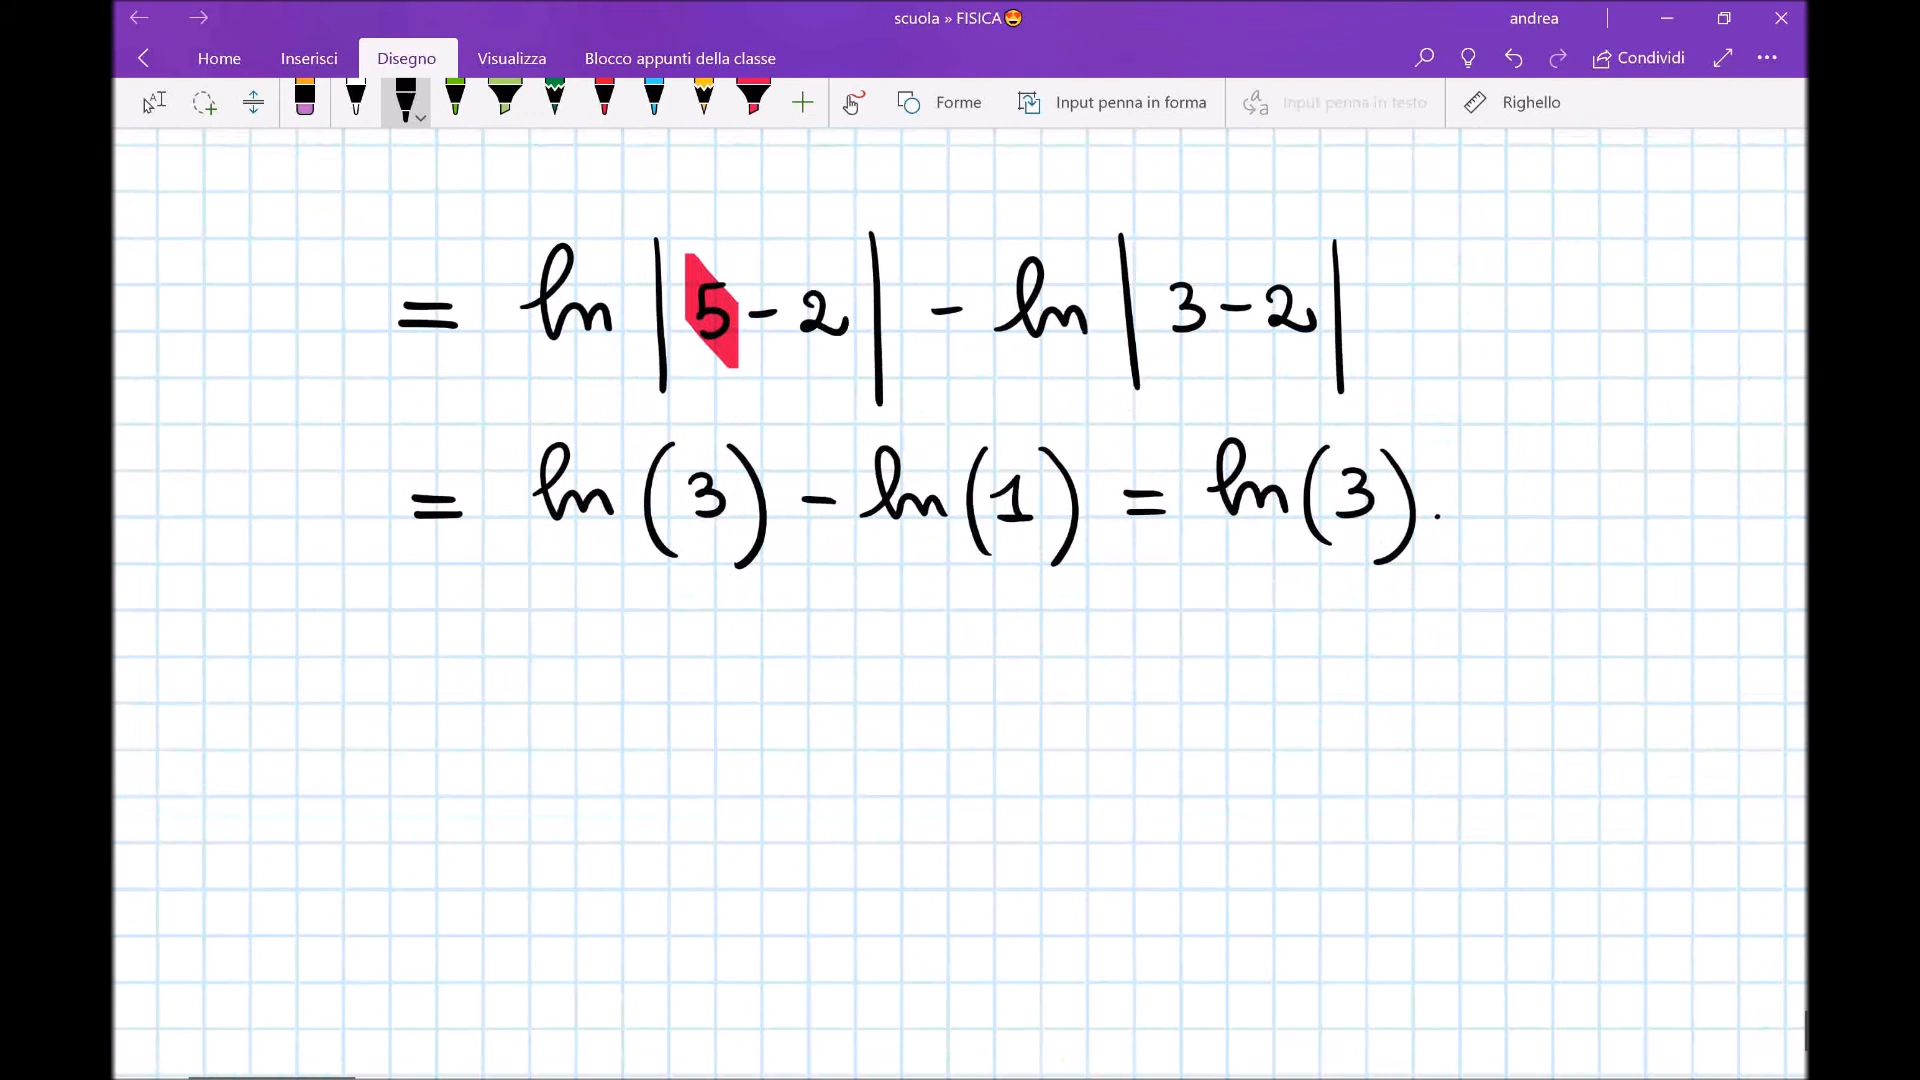 scuola » FISICA😍
andrea
Home Inserisci Disegno Visualizza Blocco appunti della classe Condividi
Forme Input penna in forma Input penna in testo Righello
= ln |5-2| - ln |3-2|
= ln (3) - ln (1) = ln (3).